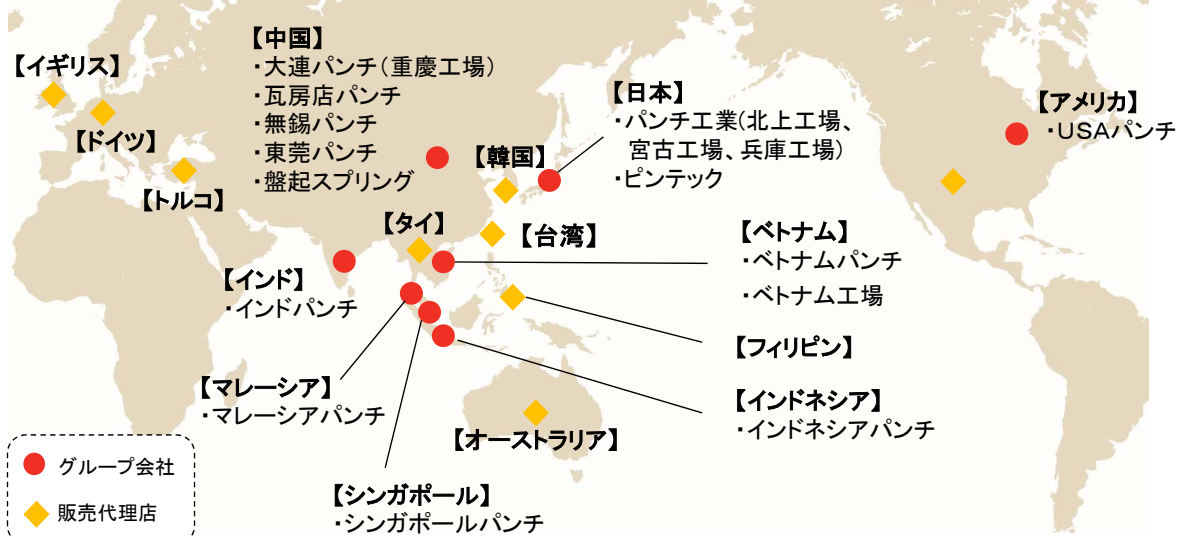 【イギリス】
【ドイツ】
【トルコ】
【中国】
・大連パンチ（重慶工場）
・瓦房店パンチ
・無錫パンチ
・東莞パンチ
・盤起スプリング
【韓国】
【日本】
・パンチ工業(北上工場、
宮古工場、兵庫工場）
・ピンテック
【アメリカ】
・ＵＳＡパンチ
【タイ】
【台湾】
【インド】
・インドパンチ
【ベトナム】
・ベトナムパンチ
・ベトナム工場
【フィリピン】
【マレーシア】
・マレーシアパンチ
【インドネシア】
・インドネシアパンチ
【オーストラリア】
【シンガポール】
・シンガポールパンチ
グループ会社
販売代理店